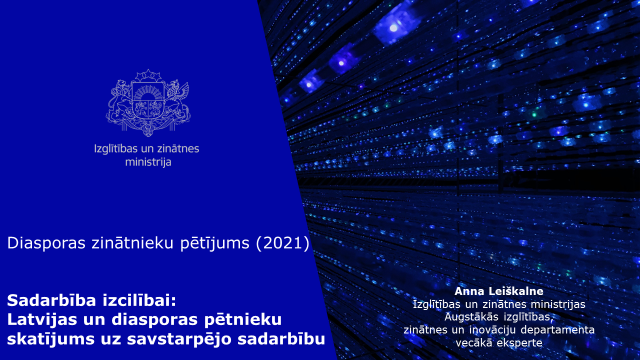 Izglītības un zinātnes
ministrija
Diasporas zinātnieku pētījums (2021)
Sadarbība izcilībai:
Latvijas un diasporas pētnieku
skatījums uz savstarpējo sadarbību
Anna Leiškalne
Izglītības un zinātnes ministrijas
Augstākās izglītības,
zinātnes un inovāciju departamenta
vecākā eksperte